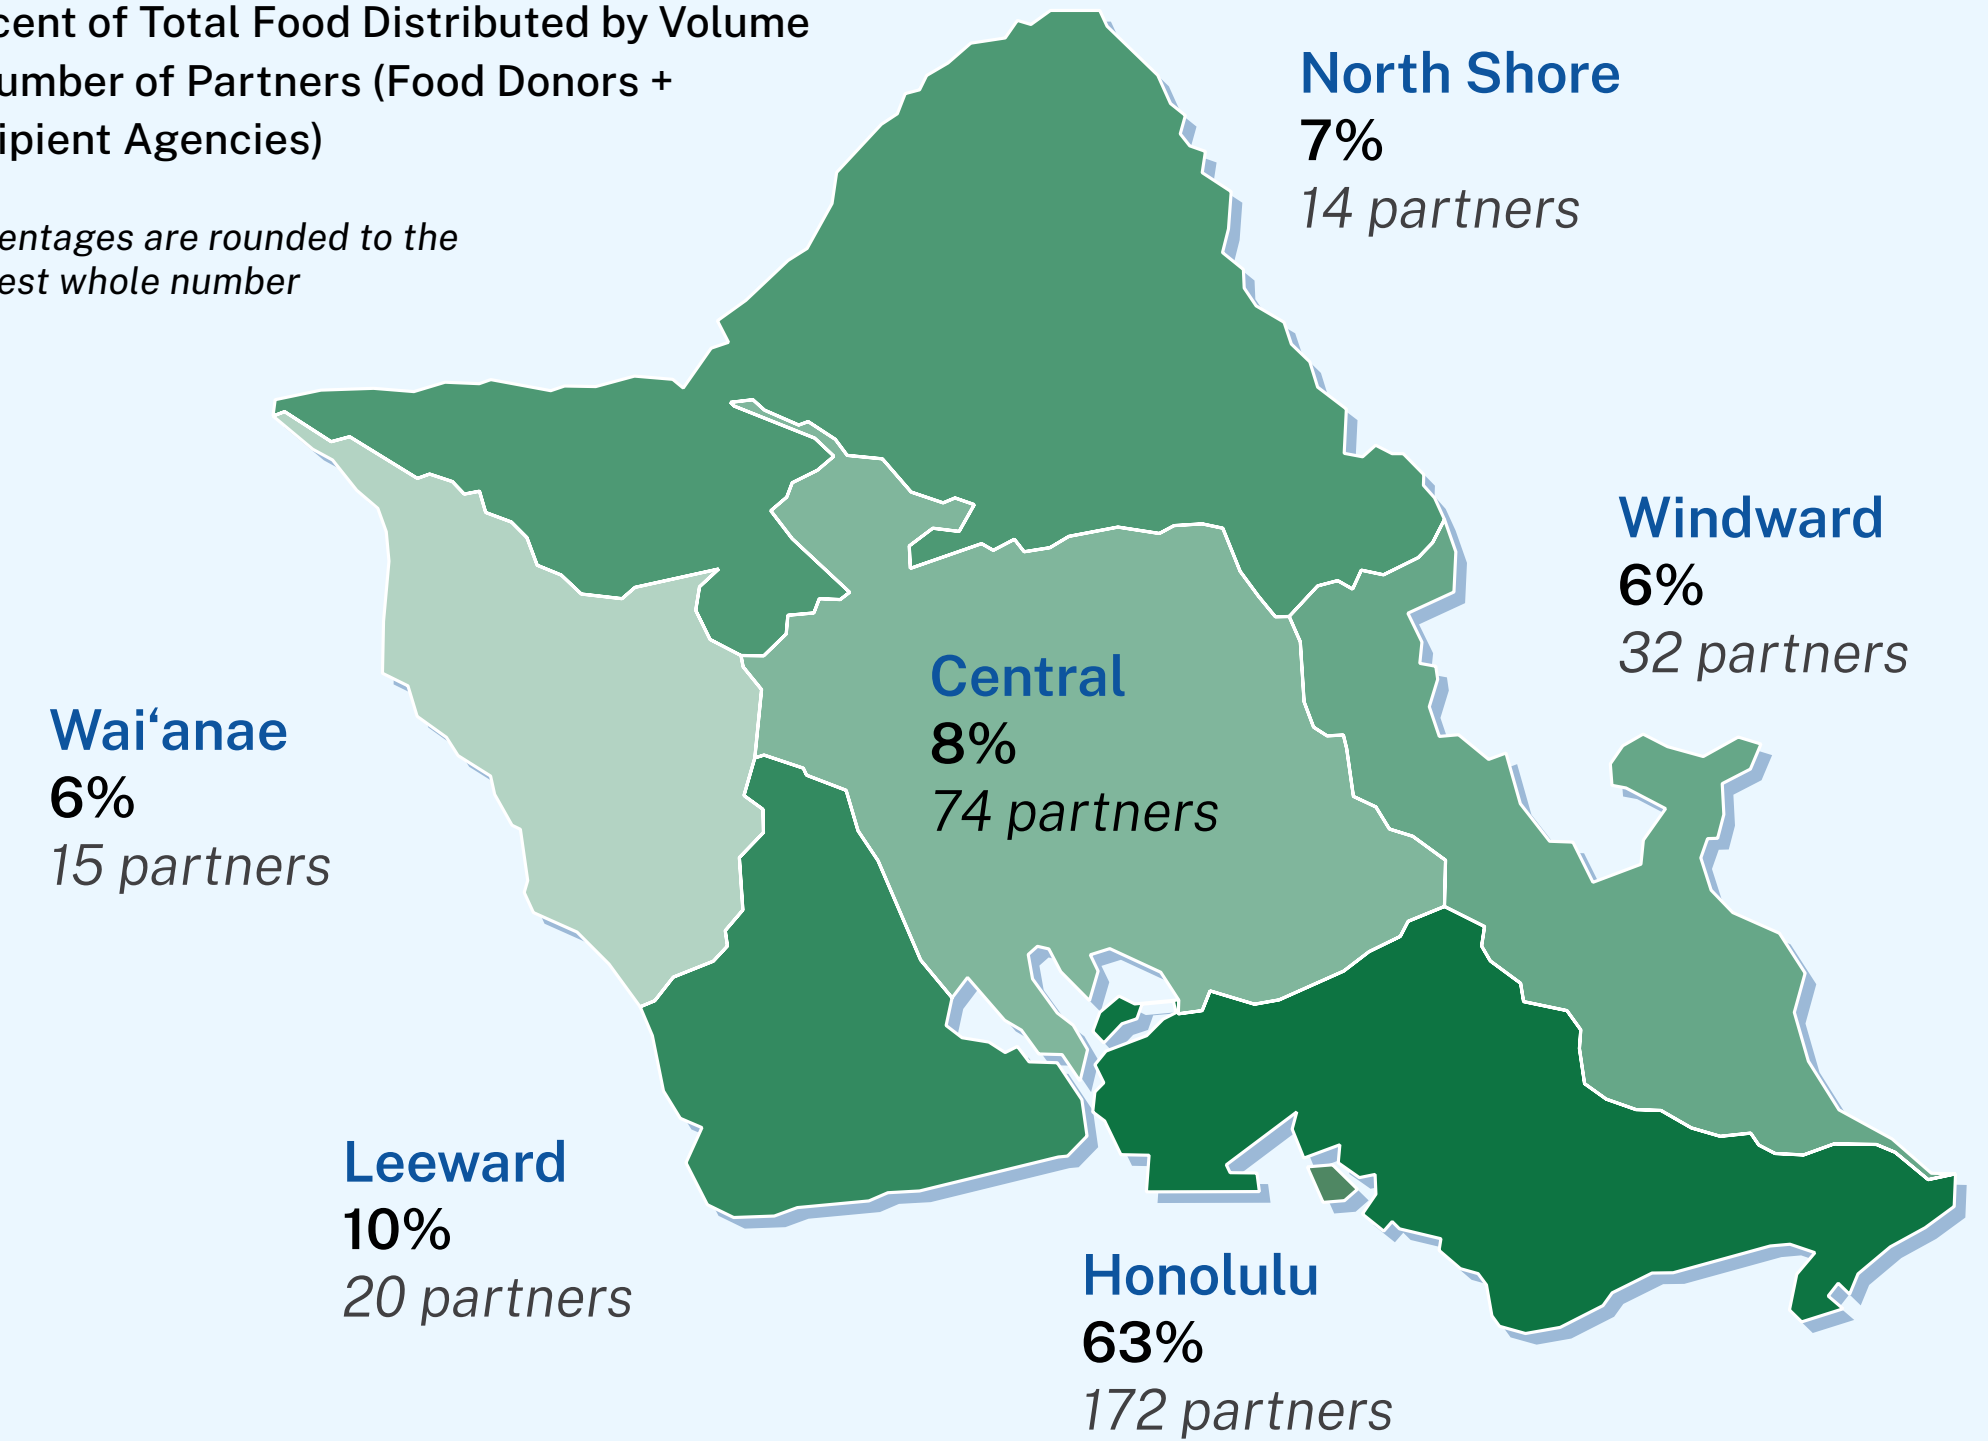 cent of Total Food Distributed by Volume
umber of Partners (Food Donors +
ipient Agencies)
entages are rounded to the
est whole number
North Shore
7%
14 partners
Windward
6%
32 partners
Central
8%
74 partners
Wai‘anae
6%
15 partners
Leeward
10%
20 partners
Honolulu
63%
172 partners